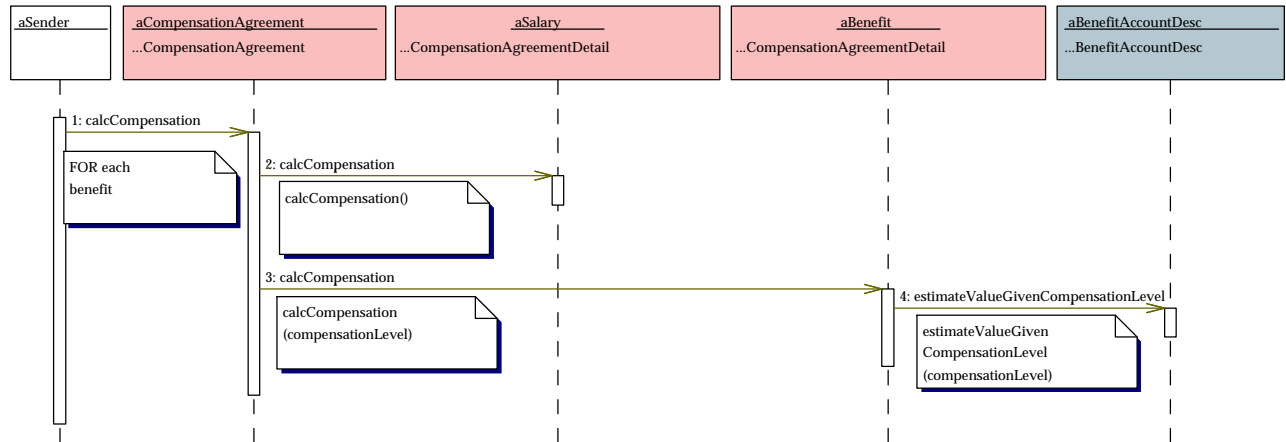 aSender
aCompensationAgreement
...CompensationAgreement
aSalary
...CompensationAgreementDetail
aBenefit
...CompensationAgreementDetail
aBenefitAccountDesc
...BenefitAccountDesc
1: calcCompensation
FOR each
benefit
2: calcCompensation
calcCompensation()
3: calcCompensation
calcCompensation
(compensationLevel)
4: estimateValueGivenCompensationLevel
estimateValueGiven
CompensationLevel
(compensationLevel)